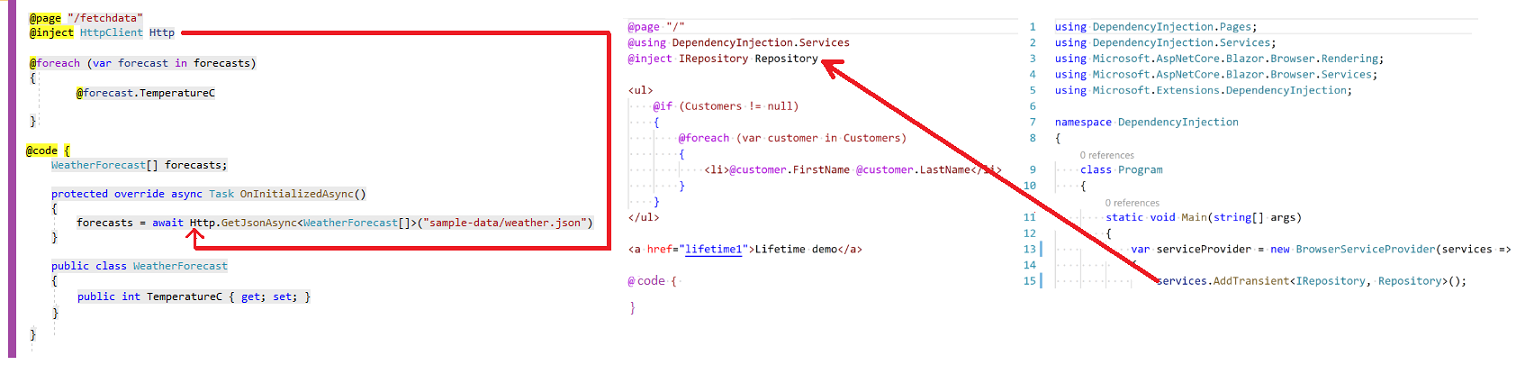 @page "/fetchdata"
@inject HttpClient Http
@foreach (var forecast in forecasts)
{
@forecast.TemperatureC
}
@code {
WeatherForecast[] forecasts;
protected override async Task OnInitializedAsync()
{
forecasts = await Http.GetJsonAsync<WeatherForecast[]>("sample-data/weather.json")
}
public class WeatherForecast
{
public int TemperatureC { get; set; }
}
}
@page "/"
@using DependencyInjection.Services
@inject IRepository Repository
<ul>
@if (Customers != null)
{
@foreach (var customer in Customers)
{
<li>@customer.FirstName @customer.LastName</li>
}
}
</ul>
<a href="lifetime1">Lifetime demo</a>
@code {
}
1 using DependencyInjection.Pages;
2 using DependencyInjection.Services;
3 using Microsoft.AspNetCore.Blazor.Browser.Rendering;
4 using Microsoft.AspNetCore.Blazor.Browser.Services;
5 using Microsoft.Extensions.DependencyInjection;
6
7 namespace DependencyInjection
8 {
0 references
9 class Program
10 {
0 references
11 static void Main(string[] args)
12 {
13 var serviceProvider = new BrowserServiceProvider(services =>
14 {
15 services.AddTransient<IRepository, Repository>();